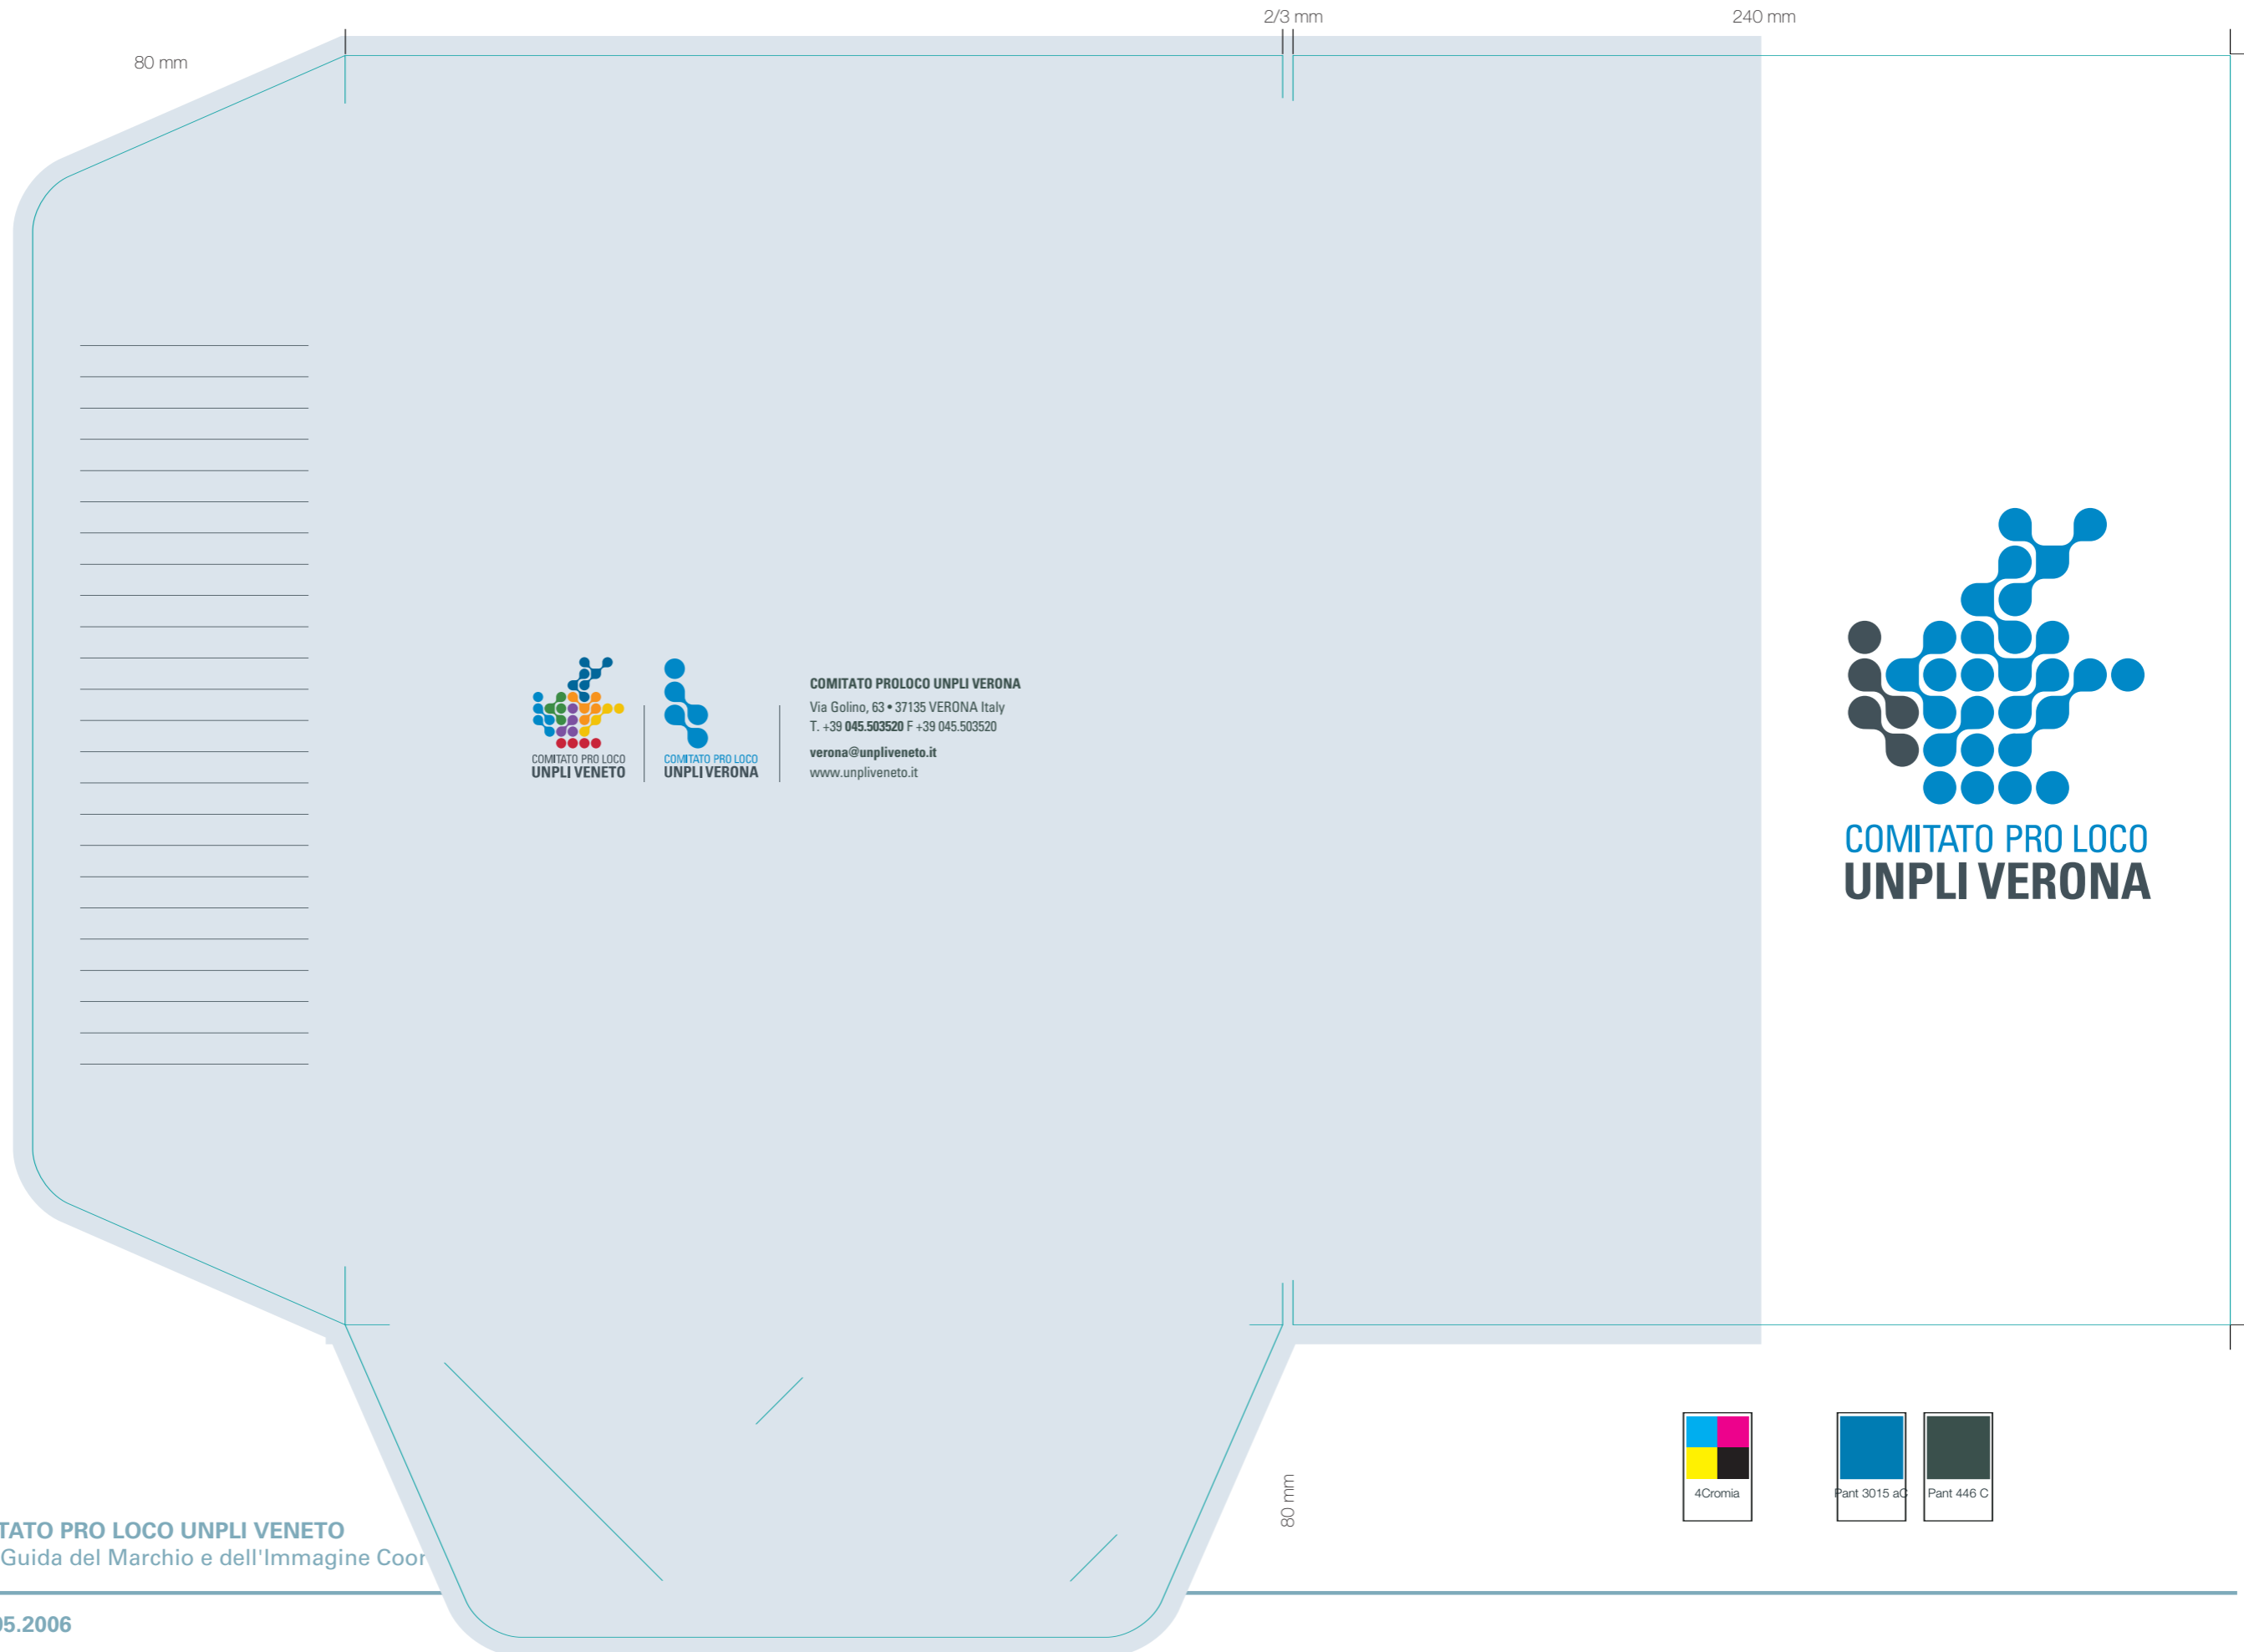 2/3 mm
240 mm
80 mm
COMITATO PRO LOCO
UNPLI VENETO
COMITATO PRO LOCO
UNPLI VERONA
COMITATO PROLOCO UNPLI VERONA
Via Golino, 63 • 37135 VERONA Italy
T. +39 045.503520 F +39 045.503520
verona@unpliveneto.it
www.unpliveneto.it
COMITATO PRO LOCO
UNPLI VERONA
80 mm
4Cromia
Pant 3015 aC
Pant 446 C
TATO PRO LOCO UNPLI VENETO
Guida del Marchio e dell'Immagine Coor
05.2006